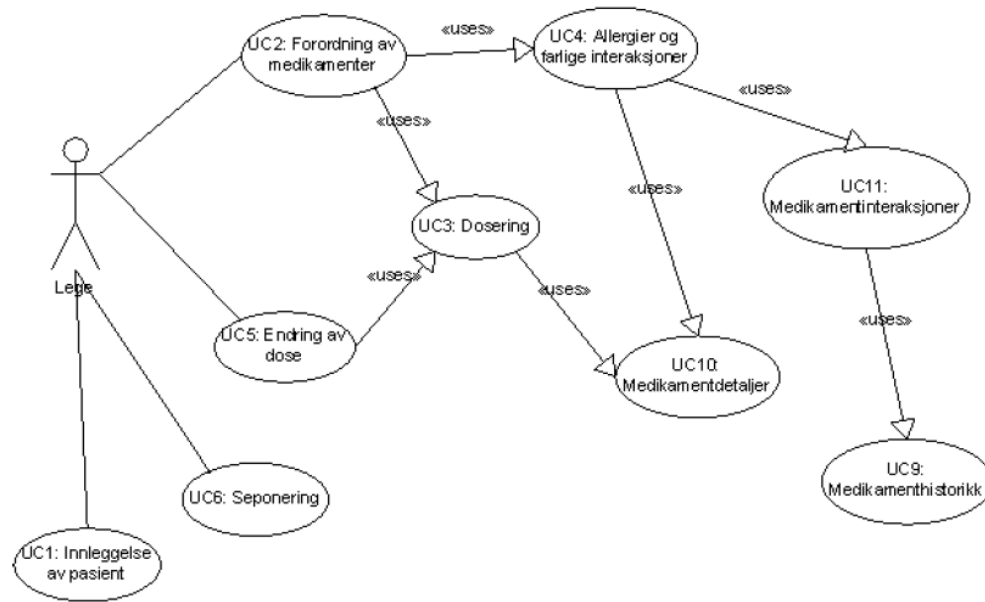 UC2: Forordning av
medikamenter
«uses»
UC4: Allergier og
farlige interaksjoner
«uses»
«uses»
«uses»
UC11:
Medikamentinteraksjoner
UC3: Dosering
«uses»
«uses»
Lege
«uses»
UC5: Endring av
dose
UC10:
Medikamentdetaljer
UC6: Seponering
UC9:
Medikamenthistorikk
UC1: Innleggelse
av pasient